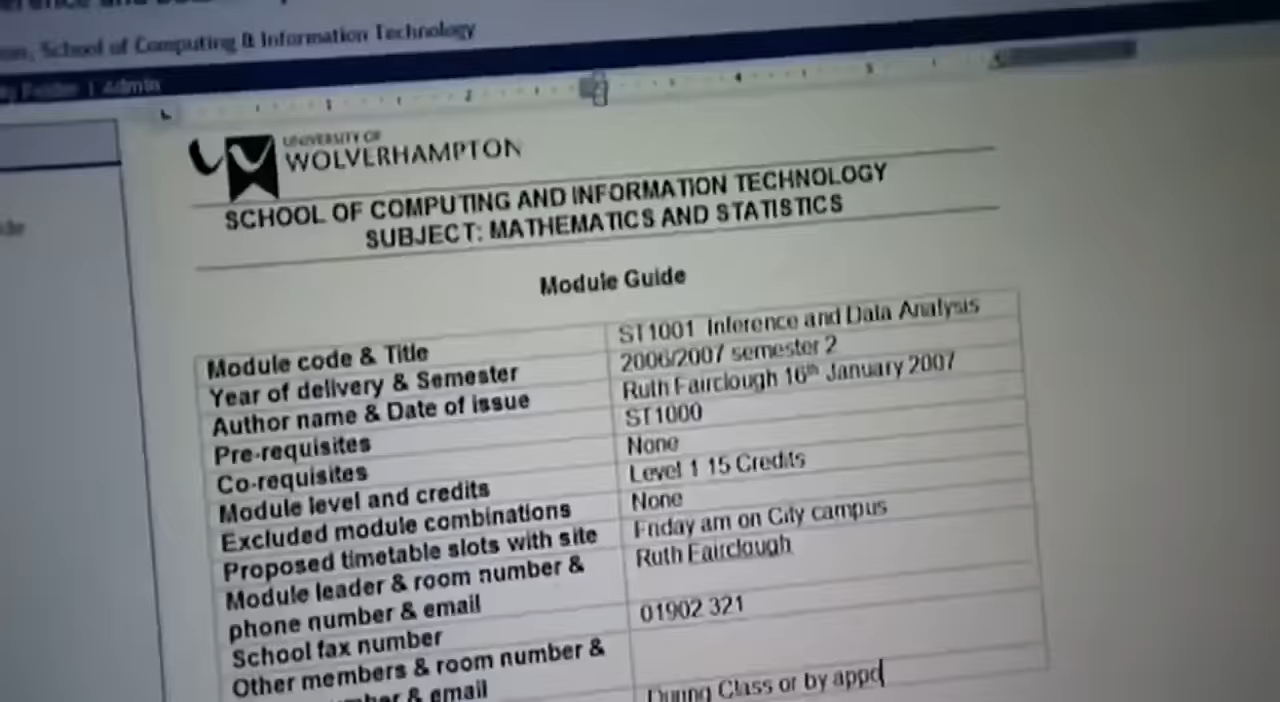 School of Computing & Information Technology
Admin
UNIVERSITY OF
WOLVERHAMPTON
SCHOOL OF COMPUTING AND INFORMATION TECHNOLOGY
SUBJECT: MATHEMATICS AND STATISTICS
Module Guide
Module code & Title ST1001 Inference and Data Analysis
Year of delivery & Semester 2006/2007 semester 2
Author name & Date of issue Ruth Fairclough 16th January 2007
Pre-requisites ST1000
Co-requisites None
Module level and credits Level 1 15 Credits
Excluded module combinations None
Proposed timetable slots with site Friday am on City campus
Module leader & room number & Ruth Fairclough
phone number & email
School fax number 01902 321
Other members & room number &
& email
During Class or by appo